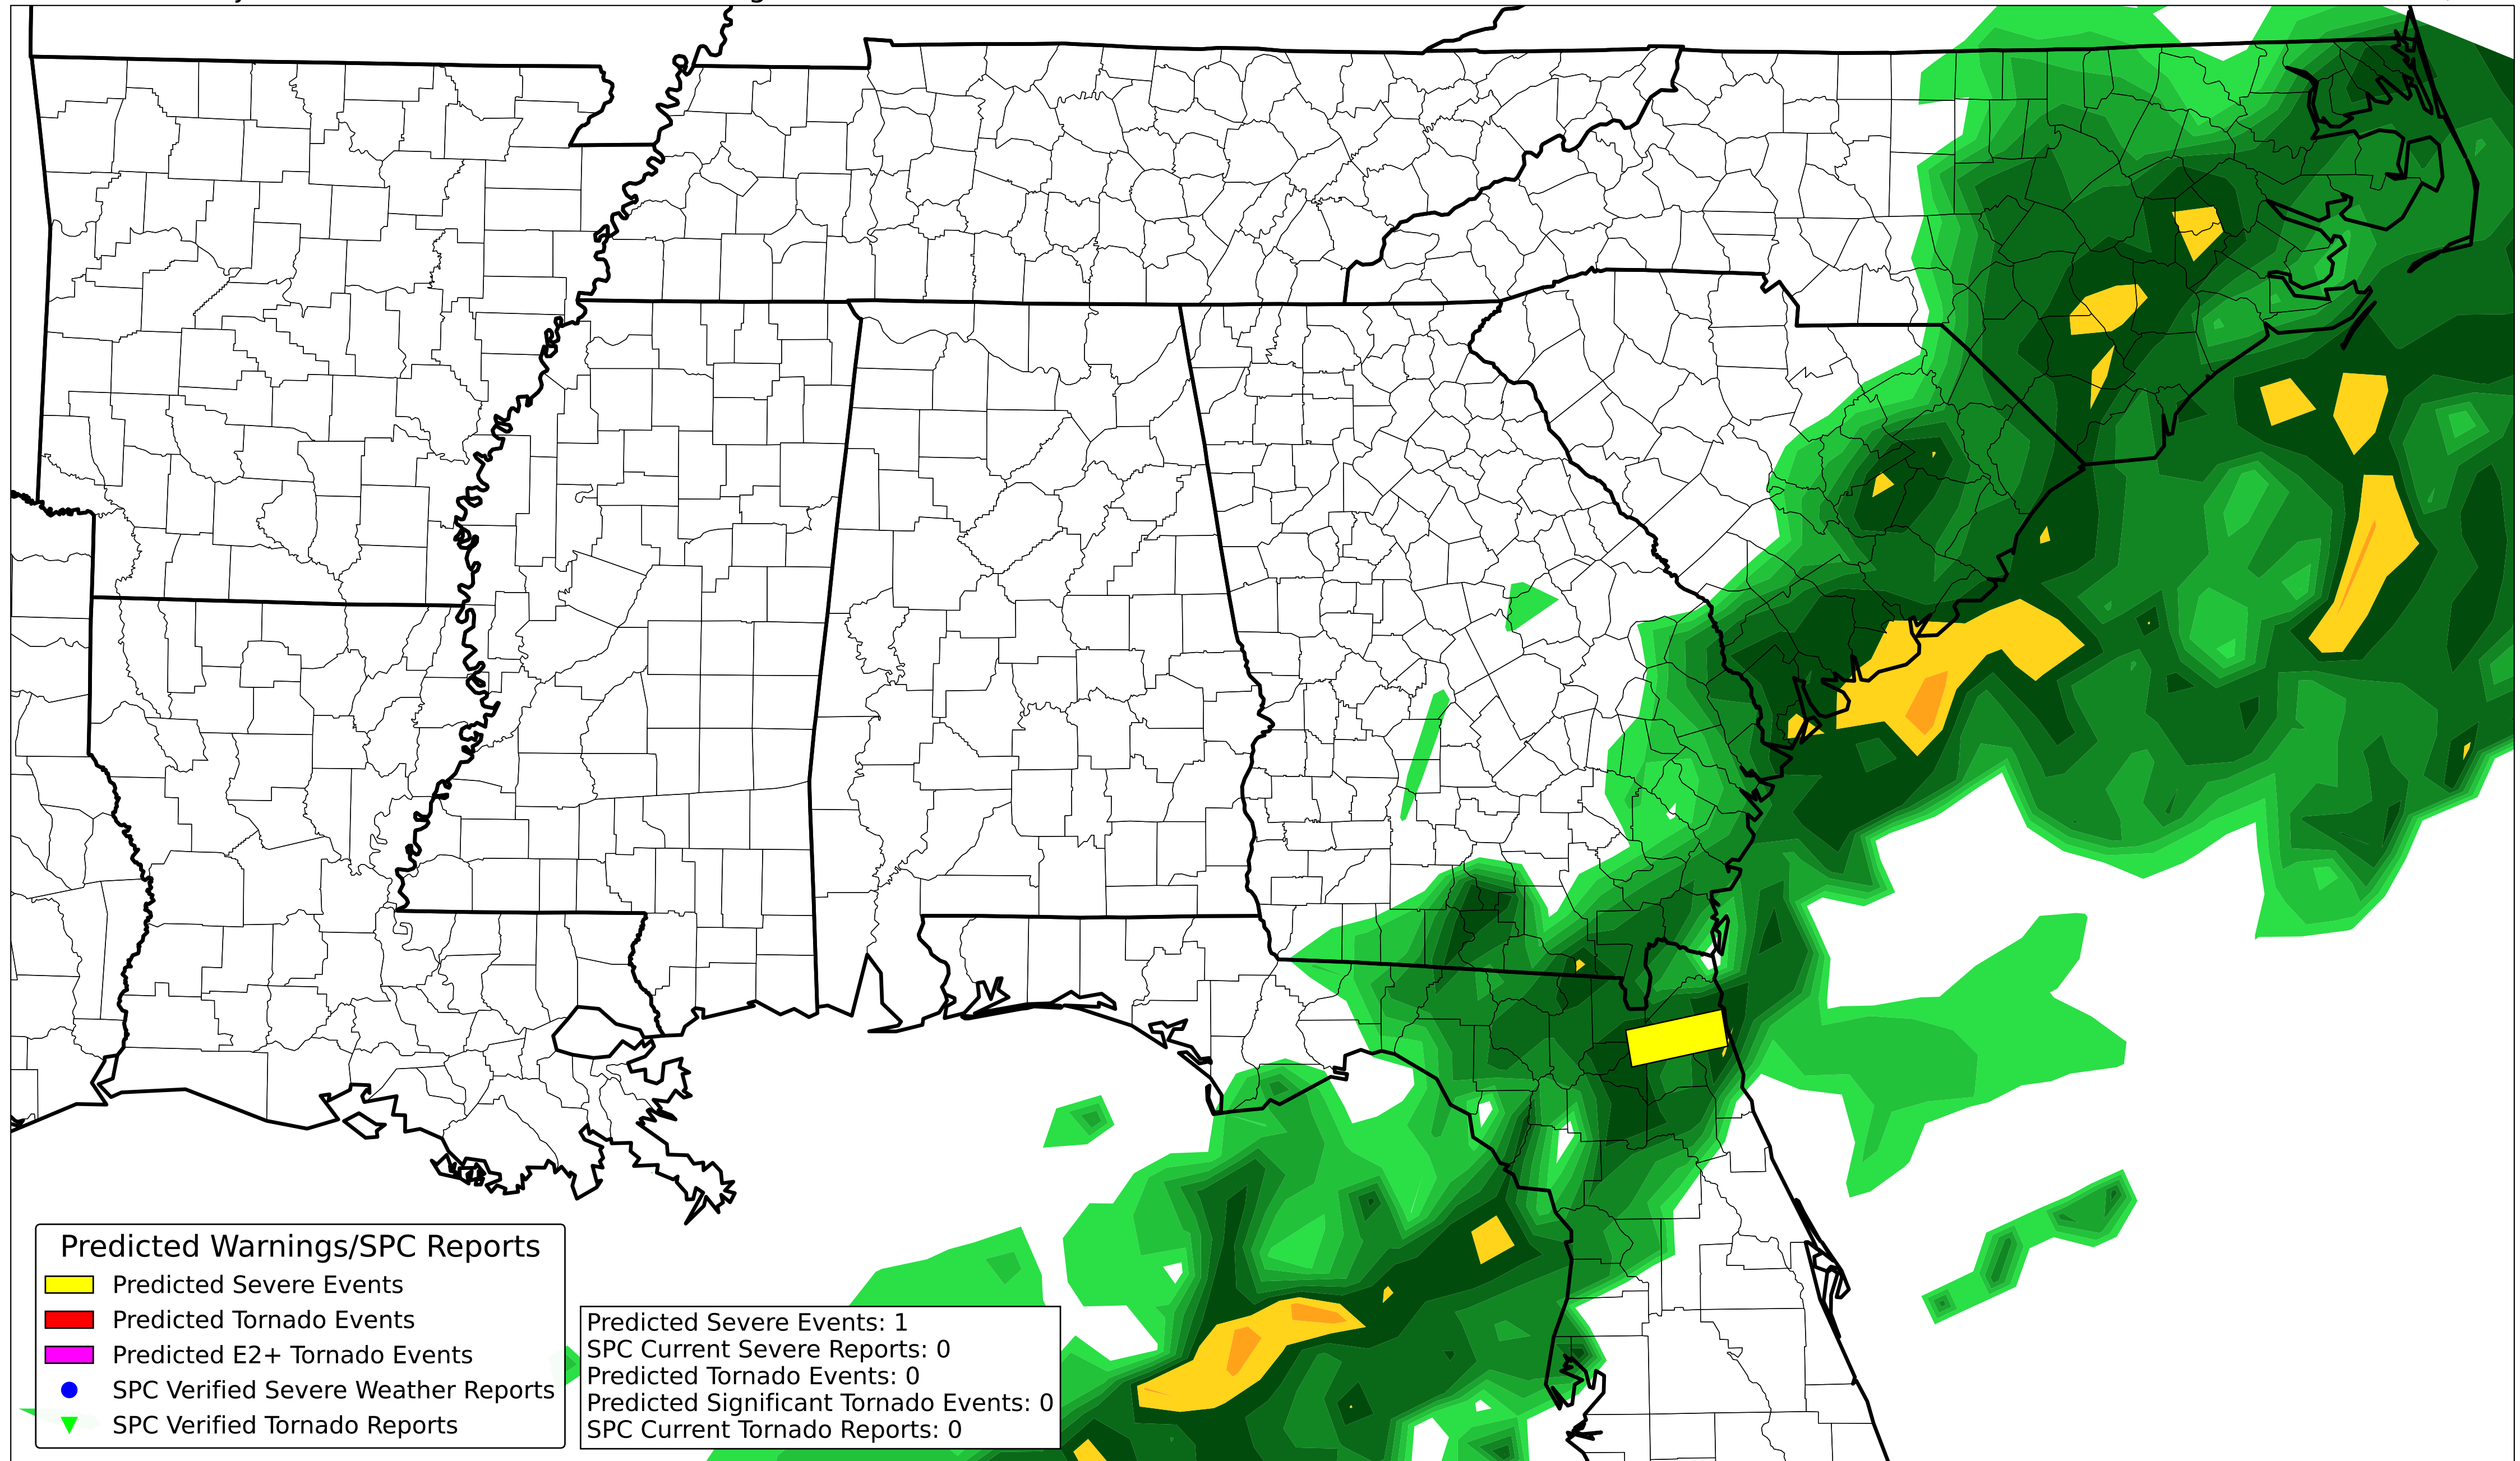 Predicted Warnings/SPC Reports
Predicted Severe Events
Predicted Tornado Events
Predicted E2+ Tornado Events
SPC Verified Severe Weather Reports
SPC Verified Tornado Reports
Predicted Severe Events: 1
SPC Current Severe Reports: 0
Predicted Tornado Events: 0
Predicted Significant Tornado Events: 0
SPC Current Tornado Reports: 0